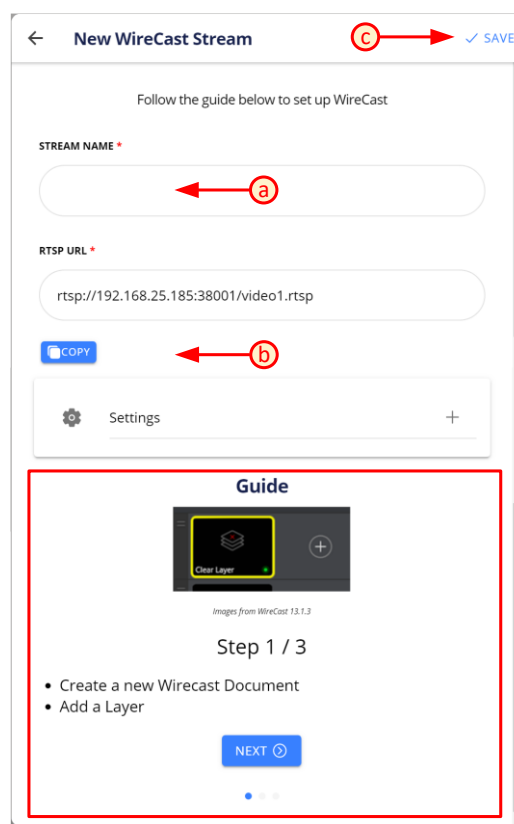 New WireCast Stream
c
SAVE
Follow the guide below to set up WireCast
STREAM NAME *
a
RTSP URL *
rtsp://192.168.25.185:38001/video1.rtsp
COPY
b
Settings
Guide
Clear Layer
Images from WireCast 13.1.3
Step 1 / 3
• Create a new Wirecast Document
• Add a Layer
NEXT